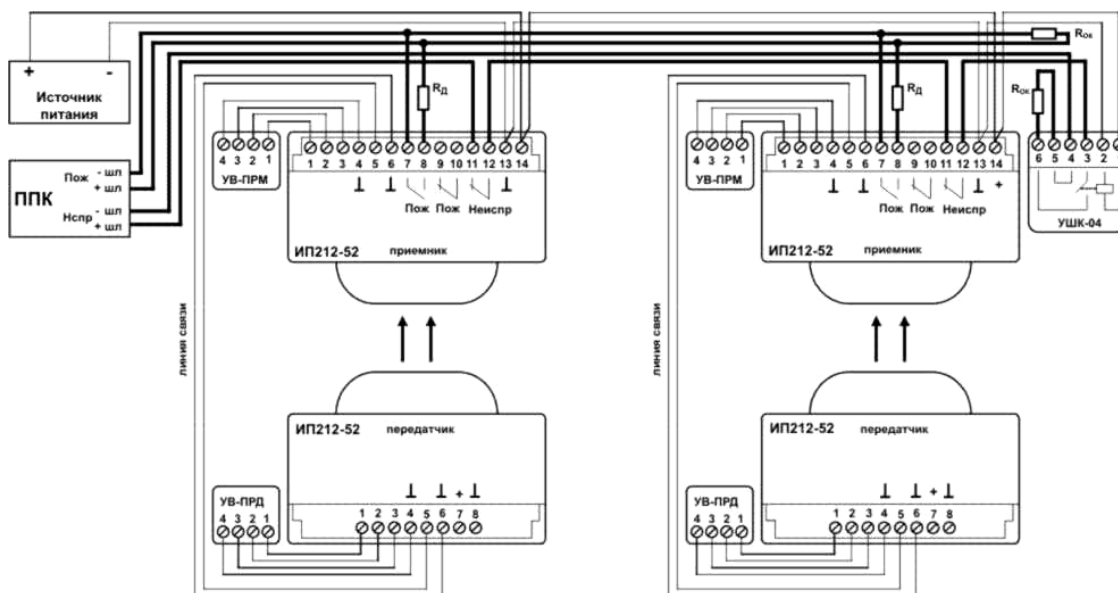 + -
Источник
питания
ППК
Пож
- шл
+ шл
Нспр
- шл
+ шл
Rок
RД
4 3 2 1
УВ-ПРМ
1 2 3 4 5 6 7 8 9 10 11 12 13 14
Пож Пож Неиспр
ИП212-52 приемник
линия связи
ИП212-52 передатчик
+
УВ-ПРД
4 3 2 1
1 2 3 4 5 6 7 8
RД
4 3 2 1
УВ-ПРМ
1 2 3 4 5 6 7 8 9 10 11 12 13 14
+
Пож Пож Неиспр
ИП212-52 приемник
Rок
6 5 4 3 2
УШК-04
линия связи
ИП212-52 передатчик
+
УВ-ПРД
4 3 2 1
1 2 3 4 5 6 7 8